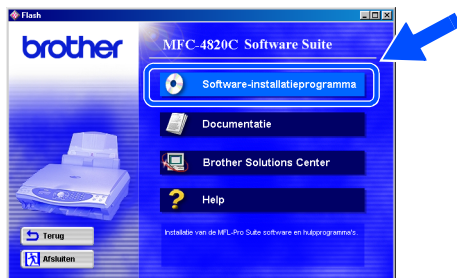 Flash
brother
MFC-4820C Software Suite
Software-installatieprogramma
Documentatie
Brother Solutions Center
Help
Installatie van de MFL-Pro Suite software en hulpprogramma's.
Terug
Afsluiten